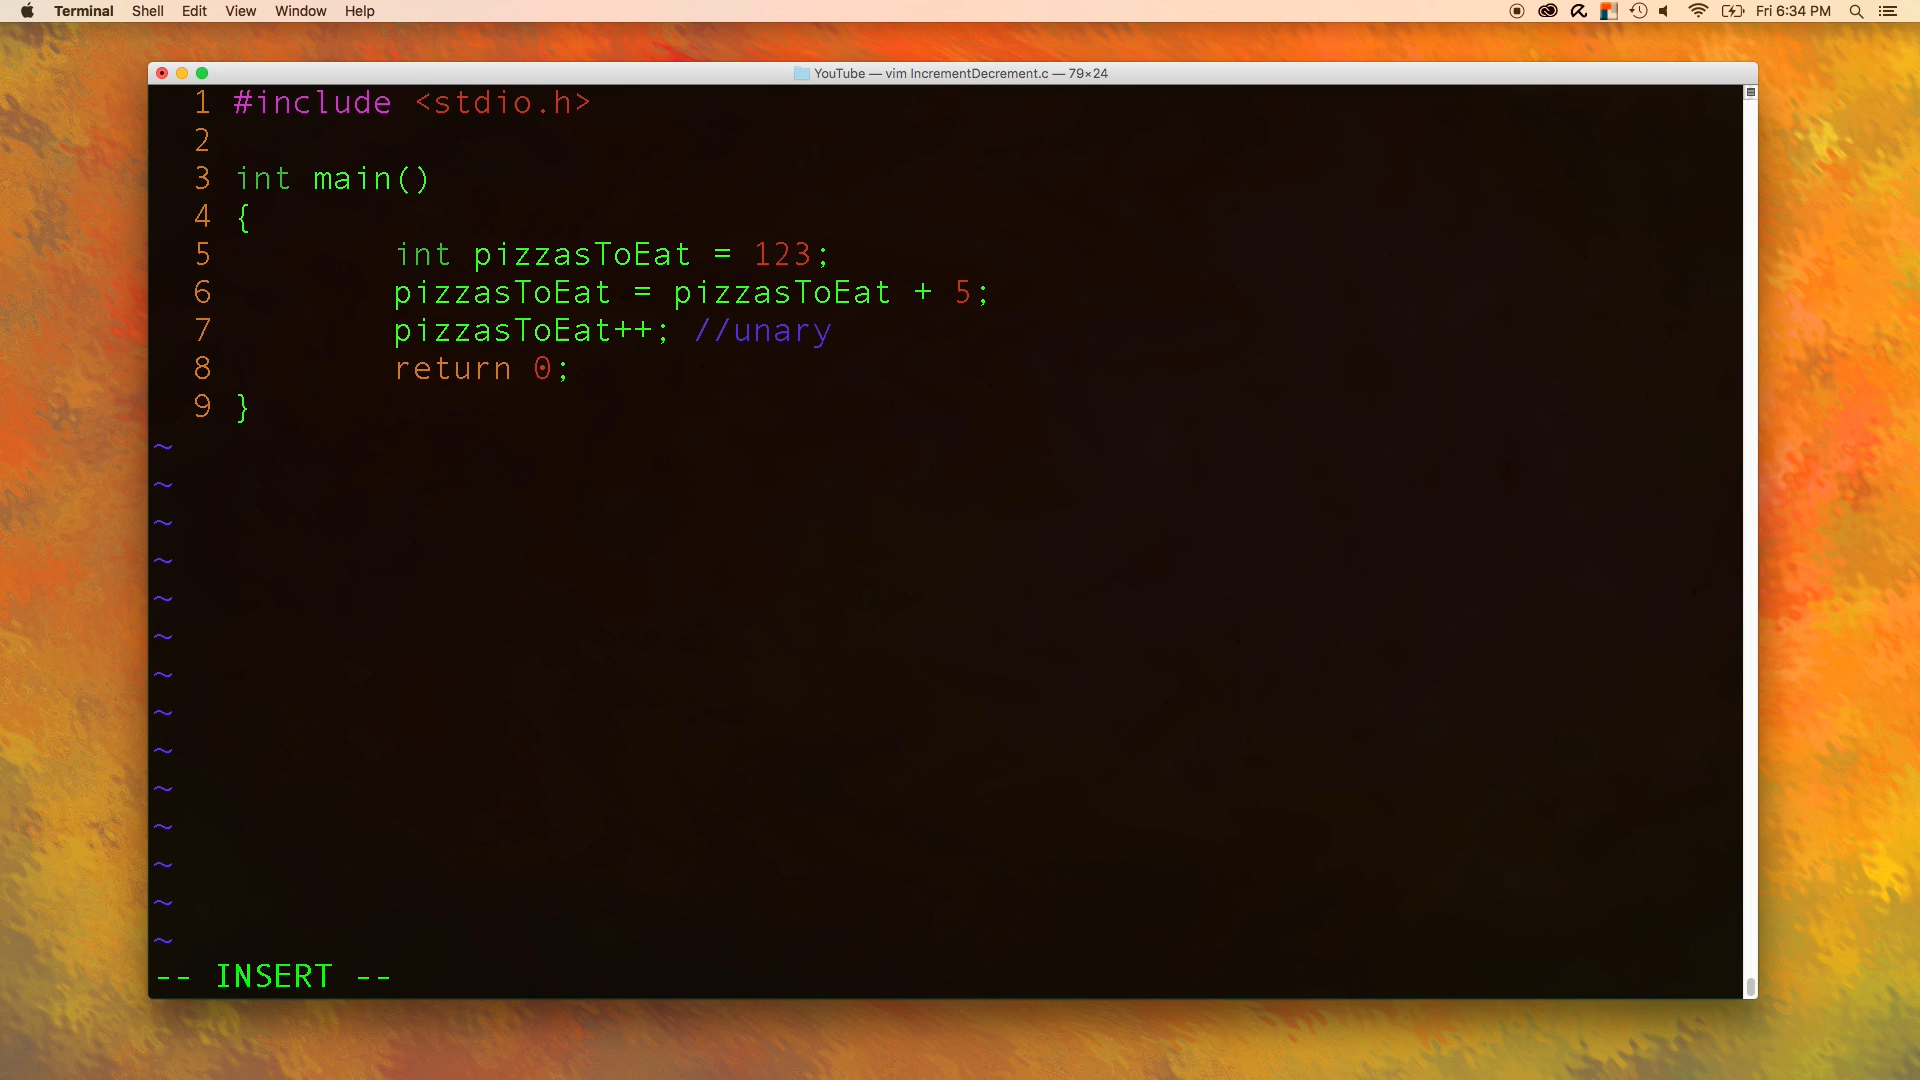 Terminal Shell Edit View Window Help Fri 6:34 PM
YouTube — vim IncrementDecrement.c — 79×24
1 #include <stdio.h>
2
3 int main()
4 {
5 int pizzasToEat = 123;
6 pizzasToEat = pizzasToEat + 5;
7 pizzasToEat++; //unary
8 return 0;
9 }
~
~
~
~
~
~
~
~
~
~
~
~
~
~
-- INSERT --